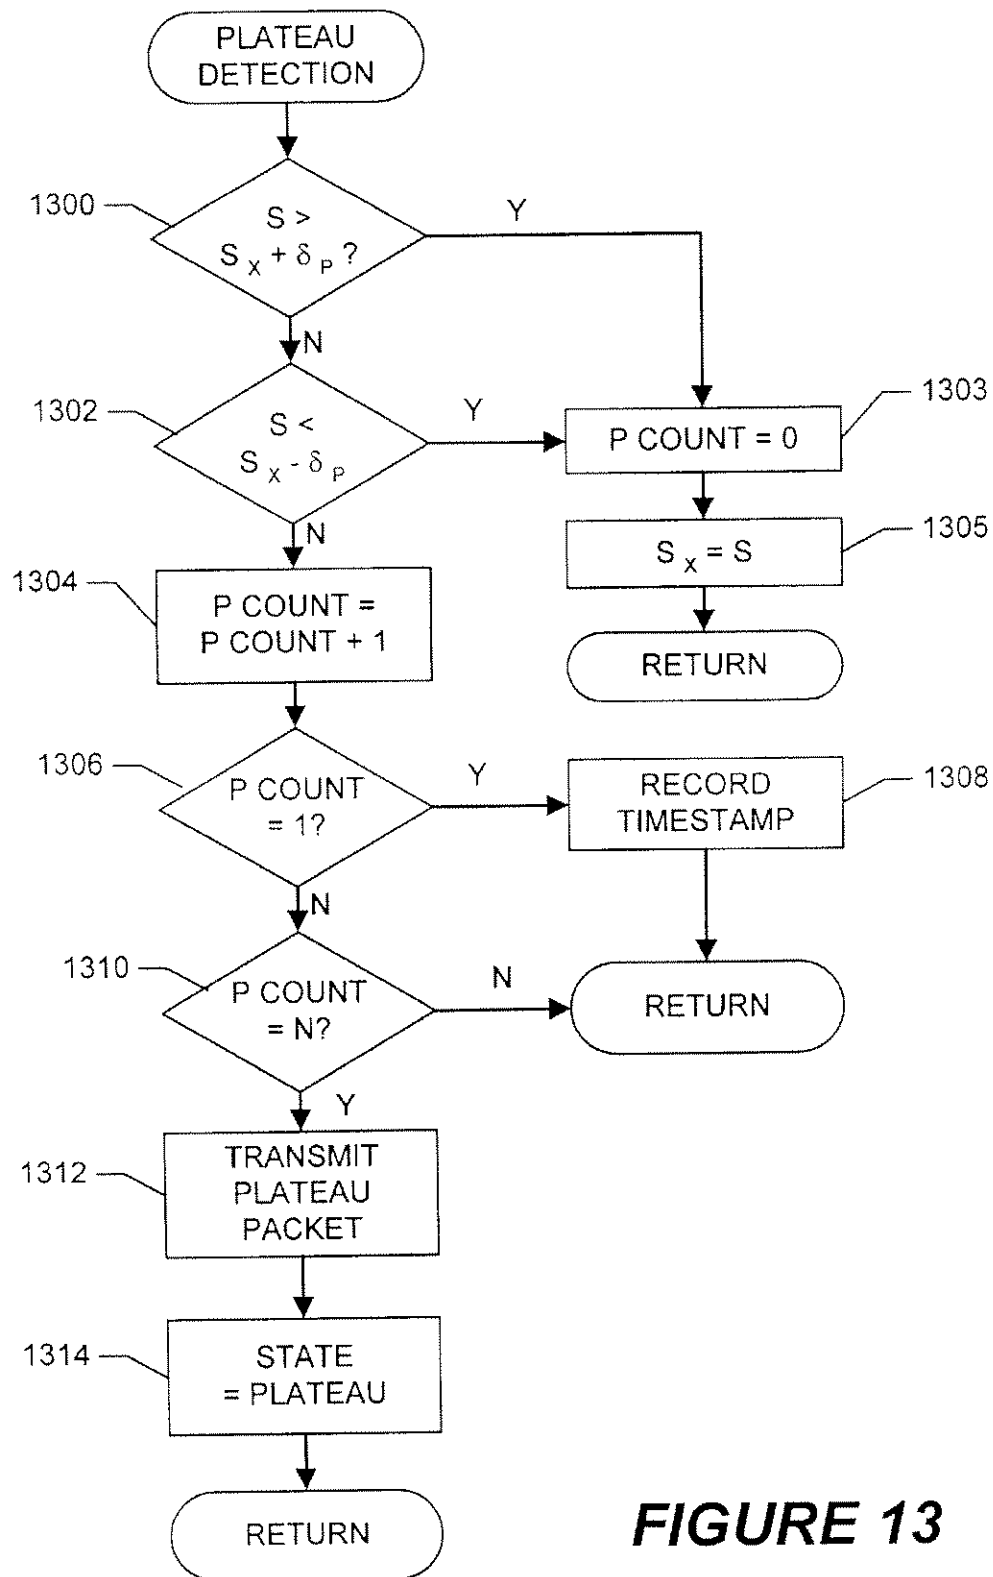 PLATEAU
DETECTION
1300
S >
S X + δ P ?
Y
N
1302
S <
S X - δ P
Y
1303
P COUNT = 0
N
1305
S X = S
1304
P COUNT =
P COUNT + 1
RETURN
1306
P COUNT
= 1?
Y
1308
RECORD
TIMESTAMP
N
1310
P COUNT
= N?
N
RETURN
Y
1312
TRANSMIT
PLATEAU
PACKET
1314
STATE
= PLATEAU
RETURN
FIGURE 13